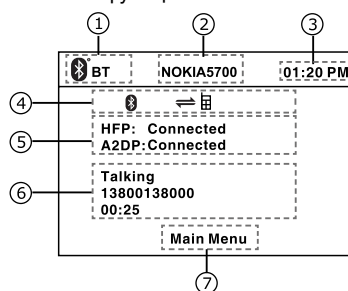 ① ② ③
BT NOKIA5700 01:20 PM
④
HFP: Connected
⑤ A2DP:Connected
Talking
⑥ 13800138000
00:25
Main Menu
⑦